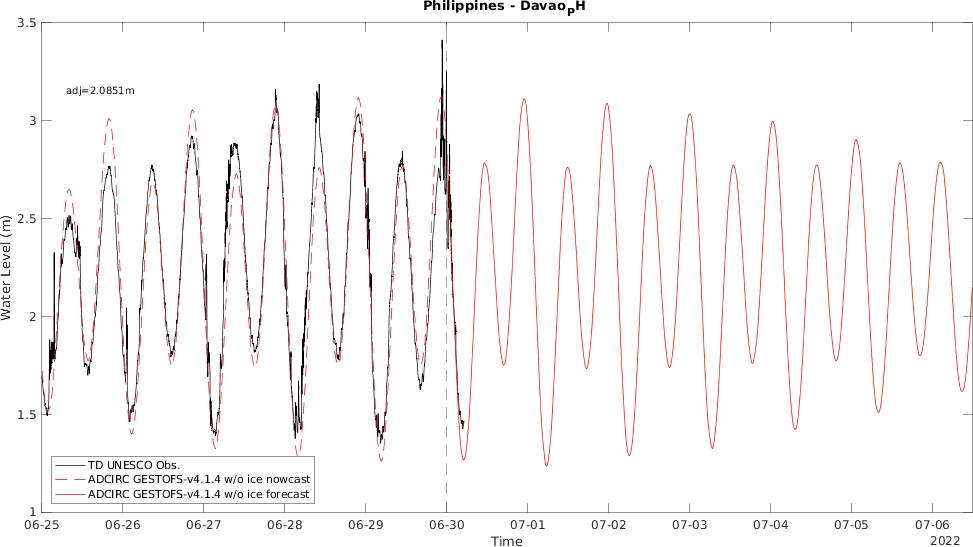 Philippines - DavaopH
3.5
3
2.5
2
1.5
1
Water Level (m)
adj=2.0851m
TD UNESCO Obs.
ADCIRC GESTOFS-v4.1.4 w/o ice nowcast
ADCIRC GESTOFS-v4.1.4 w/o ice forecast
06-25 06-26 06-27 06-28 06-29 06-30 07-01 07-02 07-03 07-04 07-05 07-06
Time
2022